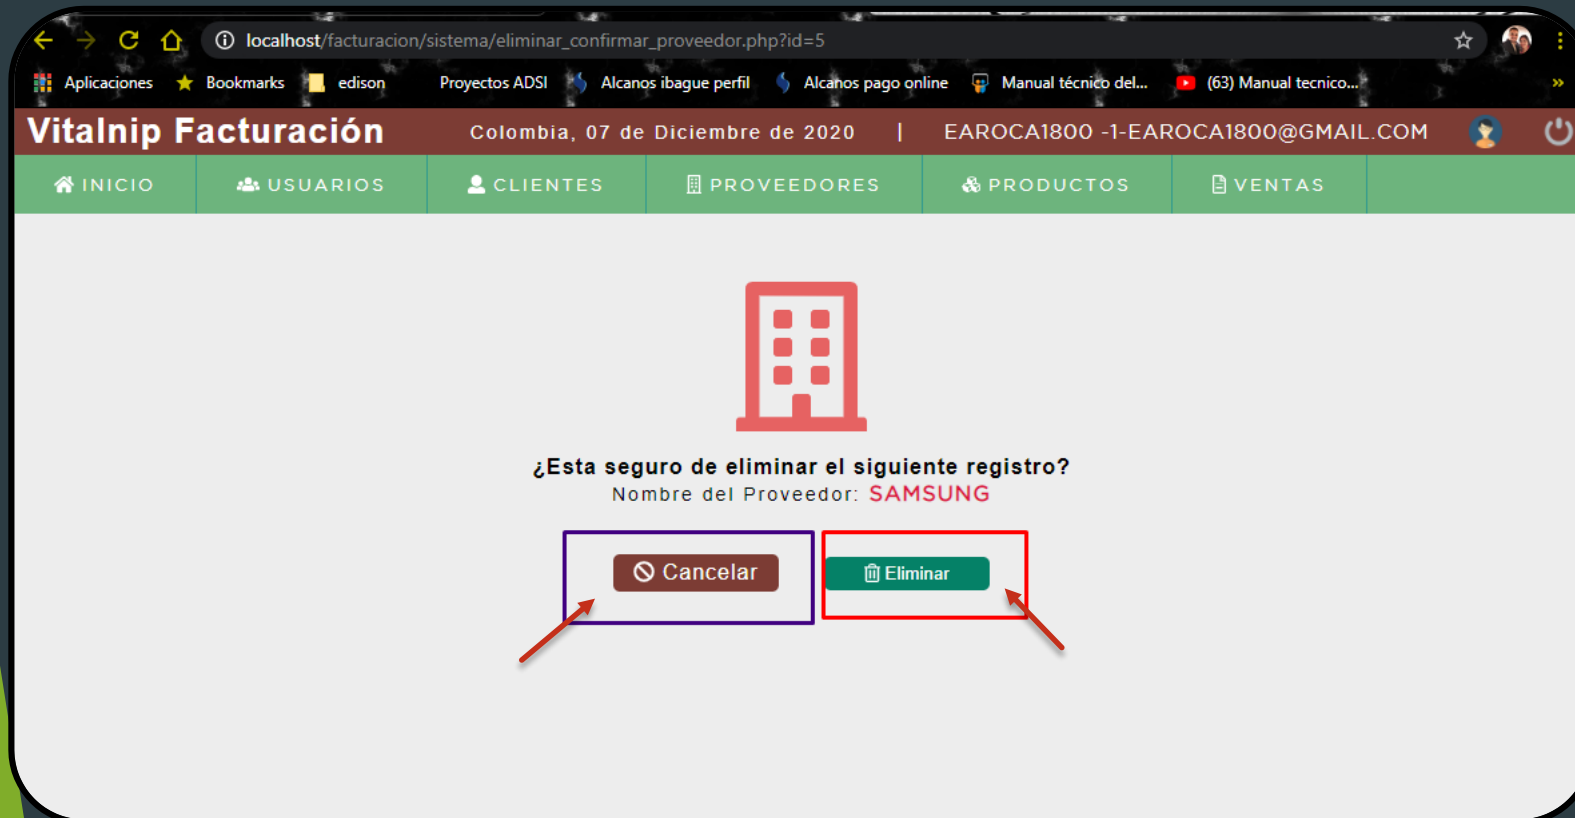 localhost/facturacion/sistema/eliminar_confirmar_proveedor.php?id=5
Aplicaciones Bookmarks edison Proyectos ADSI Alcanos ibague perfil Alcanos pago online Manual técnico del... (63) Manual tecnico... »
Vitalnip Facturación Colombia, 07 de Diciembre de 2020 | EAROCA1800 -1-EAROCA1800@GMAIL.COM
INICIO USUARIOS CLIENTES PROVEEDORES PRODUCTOS VENTAS
¿Esta seguro de eliminar el siguiente registro?
Nombre del Proveedor: SAMSUNG
Cancelar Eliminar